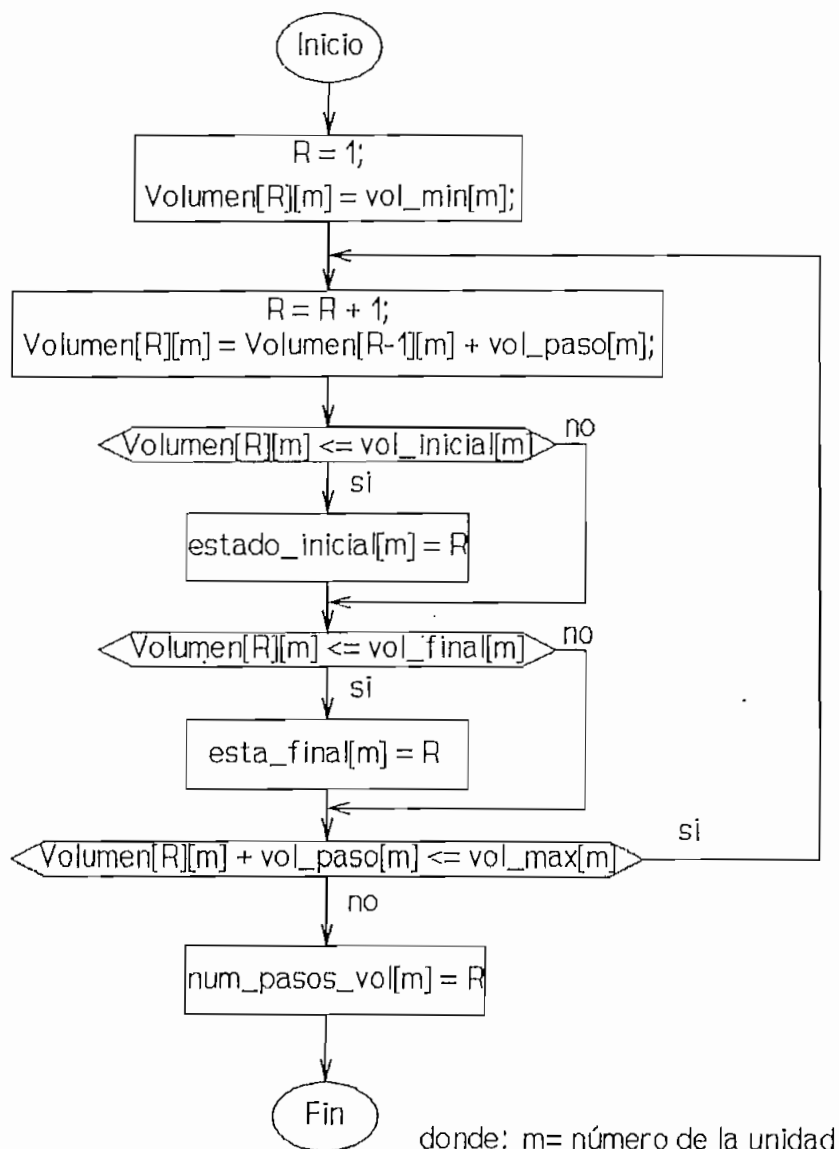 Inicio
R = 1;
Volumen[R][m] = vol_min[m];
R = R + 1;
Volumen[R][m] = Volumen[R-1][m] + vol_paso[m];
Volumen[R][m] <= vol_inicial[m]
no
si
estado_inicial[m] = R
Volumen[R][m] <= vol_final[m]
no
si
esta_final[m] = R
Volumen[R][m] + vol_paso[m] <= vol_max[m]
si
no
num_pasos_vol[m] = R
Fin
donde: m= número de la unidad